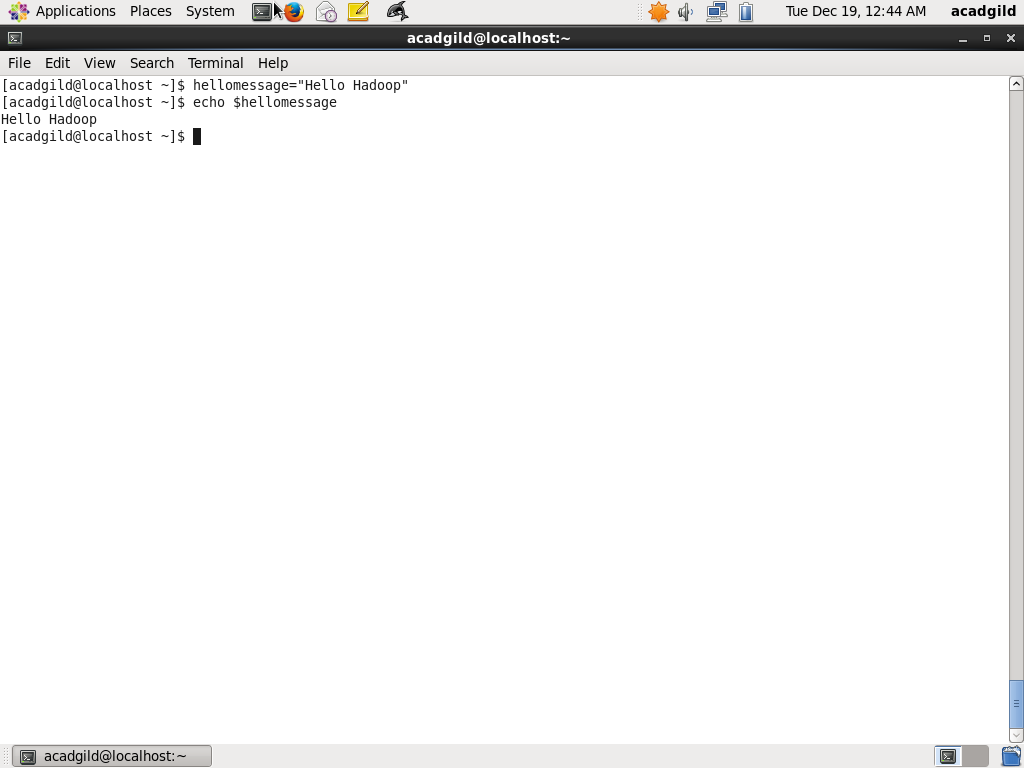 Applications Places System Tue Dec 19, 12:44 AM acadgild
acadgild@localhost:~
File Edit View Search Terminal Help
[acadgild@localhost ~]$ hellomessage="Hello Hadoop"
[acadgild@localhost ~]$ echo $hellomessage
Hello Hadoop
[acadgild@localhost ~]$
acadgild@localhost:~